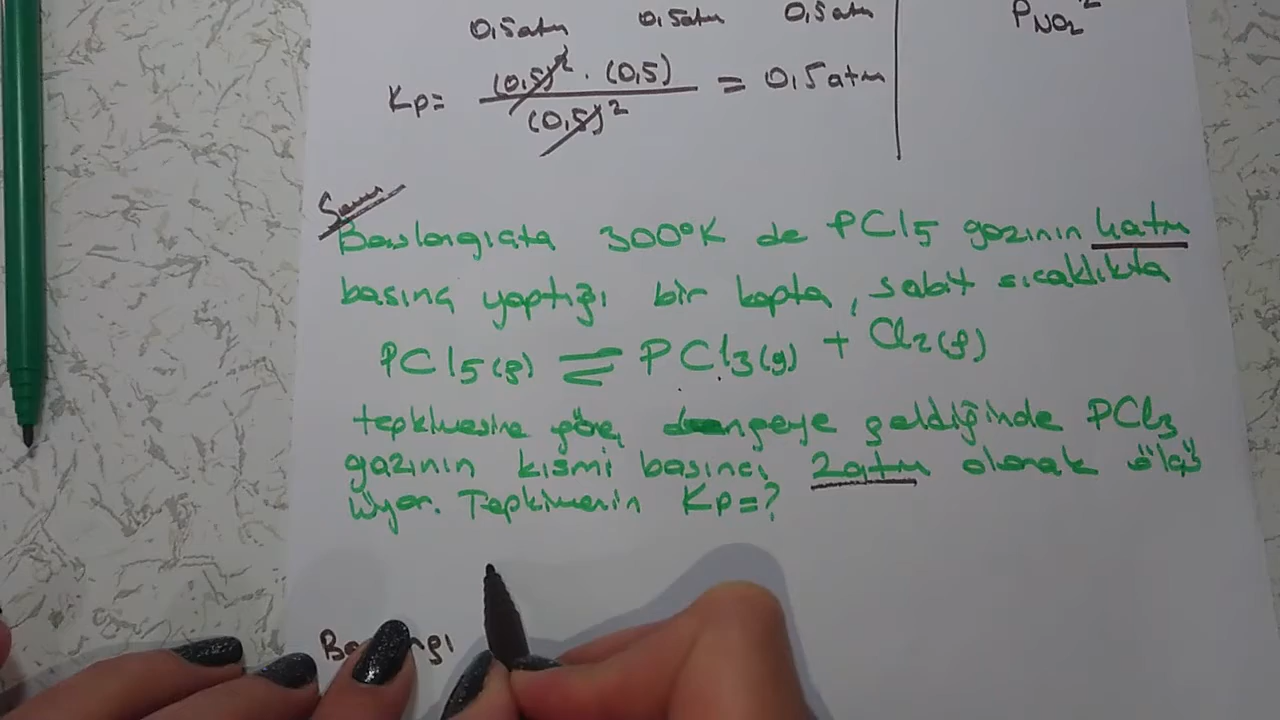 0,5atm 0,5atm 0,5atm
P_NO₂²
Kp= (0,5)² . (0,5) / (0,5)² = 0,5 atm
Soru
Başlangıçta 300°K de PCl5 gazının 4atm
basınç yaptığı bir kapta, sabit sıcaklıkta
PCl5(g) ⇌ PCl3(g) + Cl2(g)
tepkimesine göre, dengeye geldiğinde PCl3
gazının kısmi basıncı 2atm olarak ölçü
lüyor. Tepkimenin Kp=?